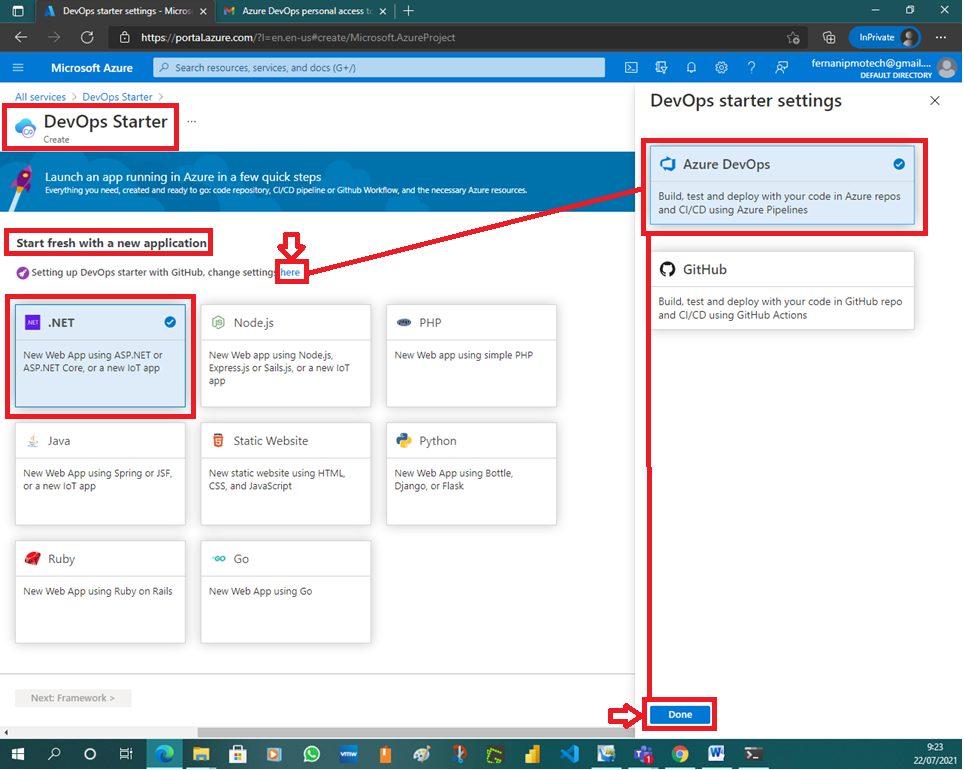 DevOps starter settings - Micros
Azure DevOps personal access to
https://portal.azure.com/?l=en.en-us#create/Microsoft.AzureProject
InPrivate
Microsoft Azure
Search resources, services, and docs (G+/)
fernanipmotech@gmail....
DEFAULT DIRECTORY
All services > DevOps Starter >
DevOps Starter
...
Create
Launch an app running in Azure in a few quick steps
Everything you need, created and ready to go: code repository, CI/CD pipeline or Github Workflow, and the necessary Azure resources.
Start fresh with a new application
Setting up DevOps starter with GitHub, change settings here
.NET
.NET
New Web App using ASP.NET or
ASP.NET Core, or a new IoT app
Node.js
New Web app using Node.js,
Express.js or Sails.js, or a new IoT
app
php
PHP
New Web app using simple PHP
Java
New Web App using Spring or JSF,
or a new IoT app
Static Website
New static website using HTML,
CSS, and JavaScript
Python
New Web App using Bottle,
Django, or Flask
Ruby
New Web App using Ruby on Rails
GO
Go
New Web App using Go
Next: Framework >
DevOps starter settings
Azure DevOps
Build, test and deploy with your code in Azure repos
and CI/CD using Azure Pipelines
GitHub
Build, test and deploy with your code in GitHub repo
and CI/CD using GitHub Actions
Done
vmw
1
9:23
22/07/2021